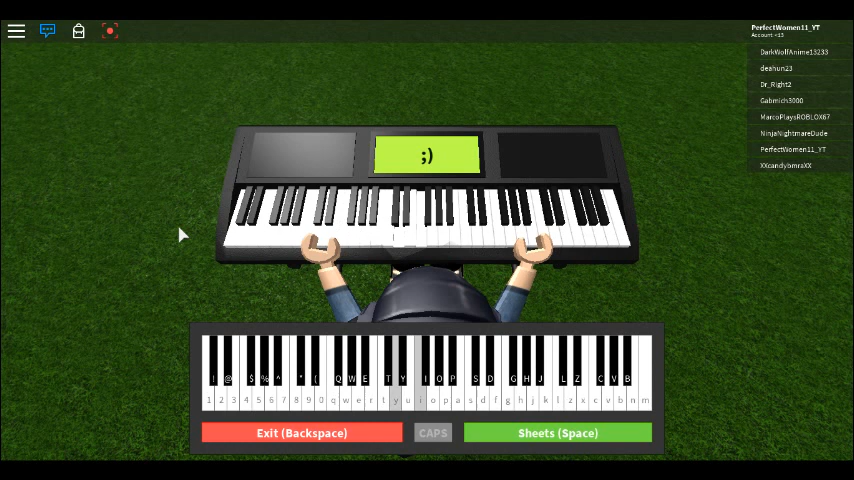 PerfectWomen11_YT
Account: <13
DarkWolfAnime13233
deahun23
Dr_Right2
Gabmich3000
MarcoPlaysROBLOX67
NinjaNightmareDude
PerfectWomen11_YT
XXcandybmraXX
;)
! @ $ % ^ * ( Q W E T Y I O P S D G H J L Z C V B
1 2 3 4 5 6 7 8 9 0 q w e r t y u i o p a s d f g h j k l z x c v b n m
Exit (Backspace) CAPS Sheets (Space)